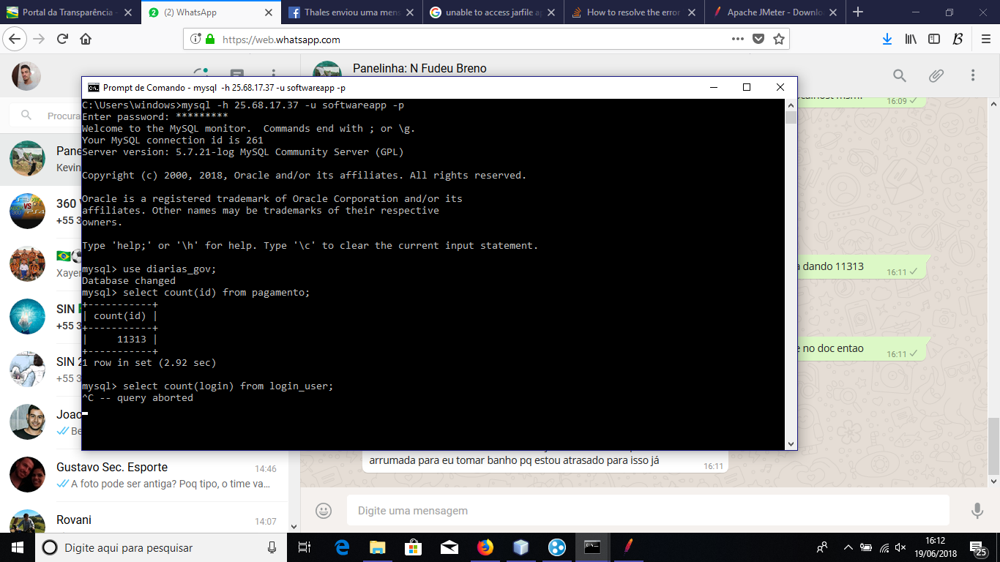 Portal da Transparência -
(2) WhatsApp
Thales enviou uma mens
unable to access jarfile ap
How to resolve the error
Apache JMeter - Downlo
https://web.whatsapp.com
Panelinha: N Fudeu Breno
Procura
Prompt de Comando - mysql -h 25.68.17.37 -u softwareapp -p
C:\Users\windows>mysql -h 25.68.17.37 -u softwareapp -p
Enter password: *********
Welcome to the MySQL monitor.  Commands end with ; or \g.
Your MySQL connection id is 261
Server version: 5.7.21-log MySQL Community Server (GPL)
Copyright (c) 2000, 2018, Oracle and/or its affiliates. All rights reserved.
Oracle is a registered trademark of Oracle Corporation and/or its
affiliates. Other names may be trademarks of their respective
owners.
Type 'help;' or '\h' for help. Type '\c' to clear the current input statement.
mysql> use diarias_gov;
Database changed
mysql> select count(id) from pagamento;
+-----------+
| count(id) |
+-----------+
|     11313 |
+-----------+
1 row in set (2.92 sec)
mysql> select count(login) from login_user;
^C -- query aborted
Pane
Kevin
360 V
+55 3
Xayer
SIN
+55 3
SIN 2
+55 3
Joao
Be
Gustavo Sec. Esporte
14:46
A foto pode ser antiga? Poq tipo, o time va...
Rovani
14:07
16:09
a dando 11313
16:11
e no doc entao
16:11
arrumada para eu tomar banho pq estou atrasado para isso já
16:11
Digite uma mensagem
Digite aqui para pesquisar
16:12
19/06/2018
25